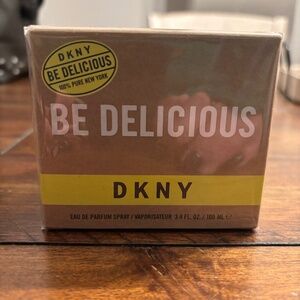 DKNY
BE DELICIOUS
100% PURE NEW YORK
BE DELICIOUS
DKNY
EAU DE PARFUM SPRAY / VAPORISATEUR 3.4 FL. OZ. / 100 ML ℮